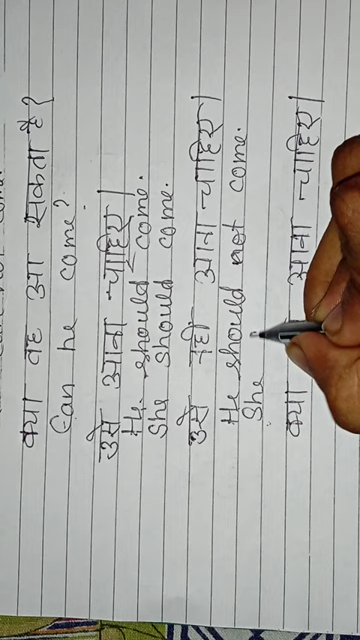 क्या वह आ सकता है?
Can he come?
उसे आना चाहिए।
He should come.
She should come.
उसे नहीं आना चाहिए।
He should not come.
She
क्या आना चाहिए।